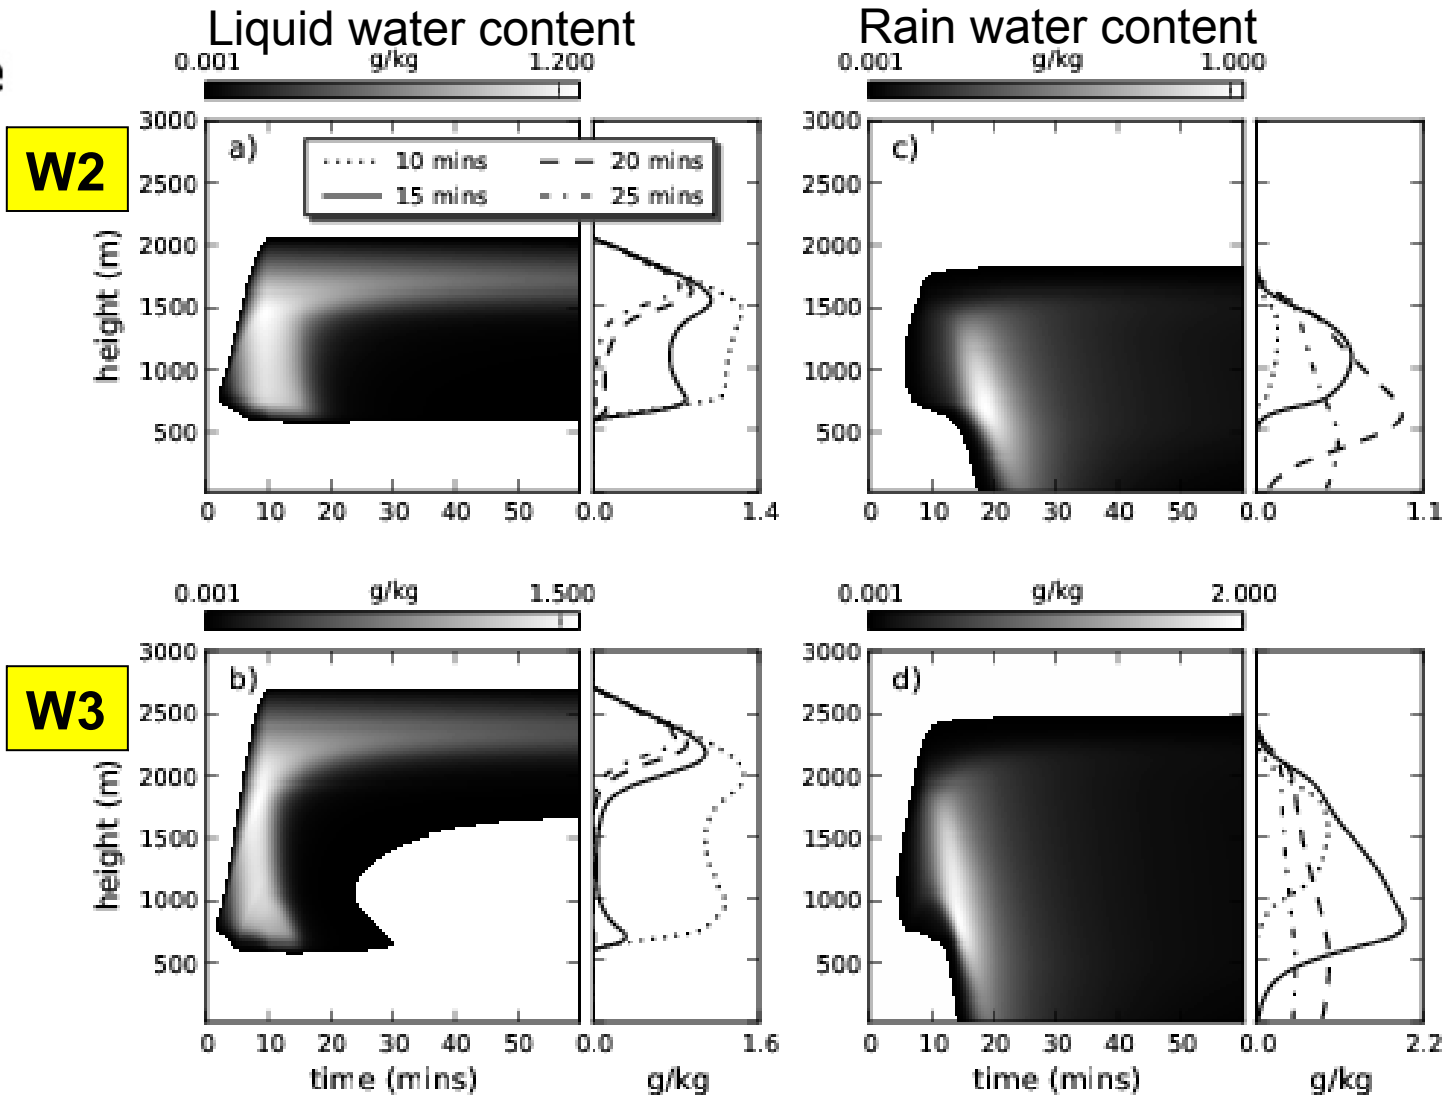 Liquid water content
Rain water content
0.001 g/kg 1.200
0.001 g/kg 1.000
e
W2
a)
10 mins
20 mins
15 mins
25 mins
c)
3000
2500
2000
1500
1000
500
height (m)
0 10 20 30 40 50
0.0 1.4
3000
2500
2000
1500
1000
500
0 10 20 30 40 50
0.0 1.1
0.001 g/kg 1.500
0.001 g/kg 2.000
W3
b)
d)
3000
2500
2000
1500
1000
500
height (m)
0 10 20 30 40 50
0.0 1.6
time (mins)
g/kg
3000
2500
2000
1500
1000
500
0 10 20 30 40 50
0.0 2.2
time (mins)
g/kg